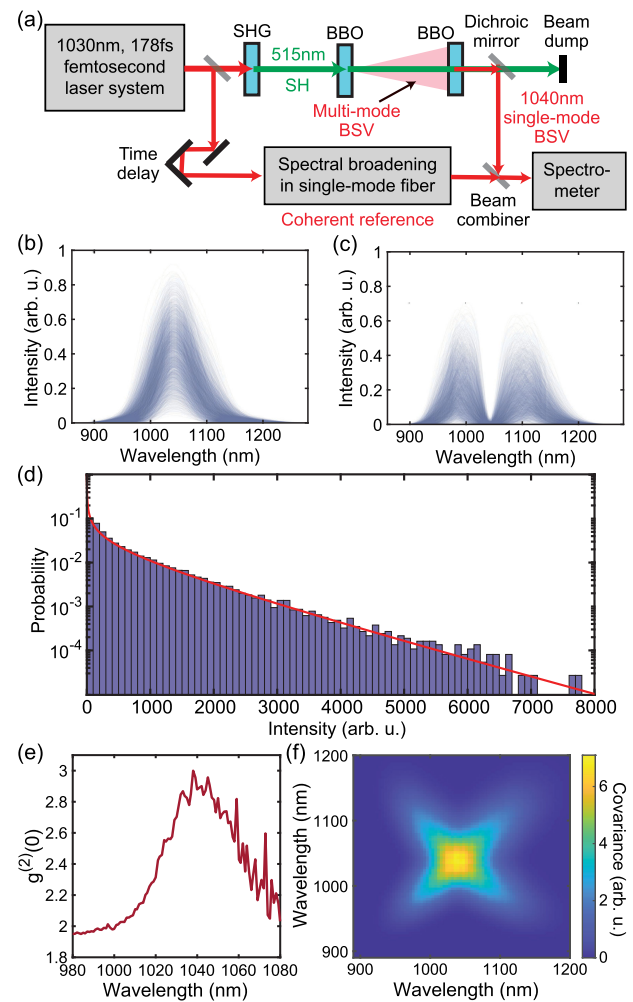 (a)
SHG
BBO
BBO
Dichroic
mirror
Beam
dump
1030nm, 178fs
femtosecond
laser system
515nm
SH
Multi-mode
BSV
1040nm
single-mode
BSV
Time
delay
Spectral broadening
in single-mode fiber
Coherent reference
Beam
combiner
Spectro-
meter
(b)
Intensity (arb. u.)
1
0.8
0.6
0.4
0.2
0
900 1000 1100 1200
Wavelength (nm)
(c)
Intensity (arb. u.)
1
0.8
0.6
0.4
0.2
0
900 1000 1100 1200
Wavelength (nm)
(d)
Probability
10-1
10-2
10-3
10-4
0 1000 2000 3000 4000 5000 6000 7000 8000
Intensity (arb. u.)
(e)
g(2)(0)
3
2.8
2.6
2.4
2.2
2
1.8
980 1000 1020 1040 1060 1080
Wavelength (nm)
(f)
Wavelength (nm)
1200
1100
1000
900
900 1000 1100 1200
Wavelength (nm)
6
4
2
0
Covariance (arb. u.)